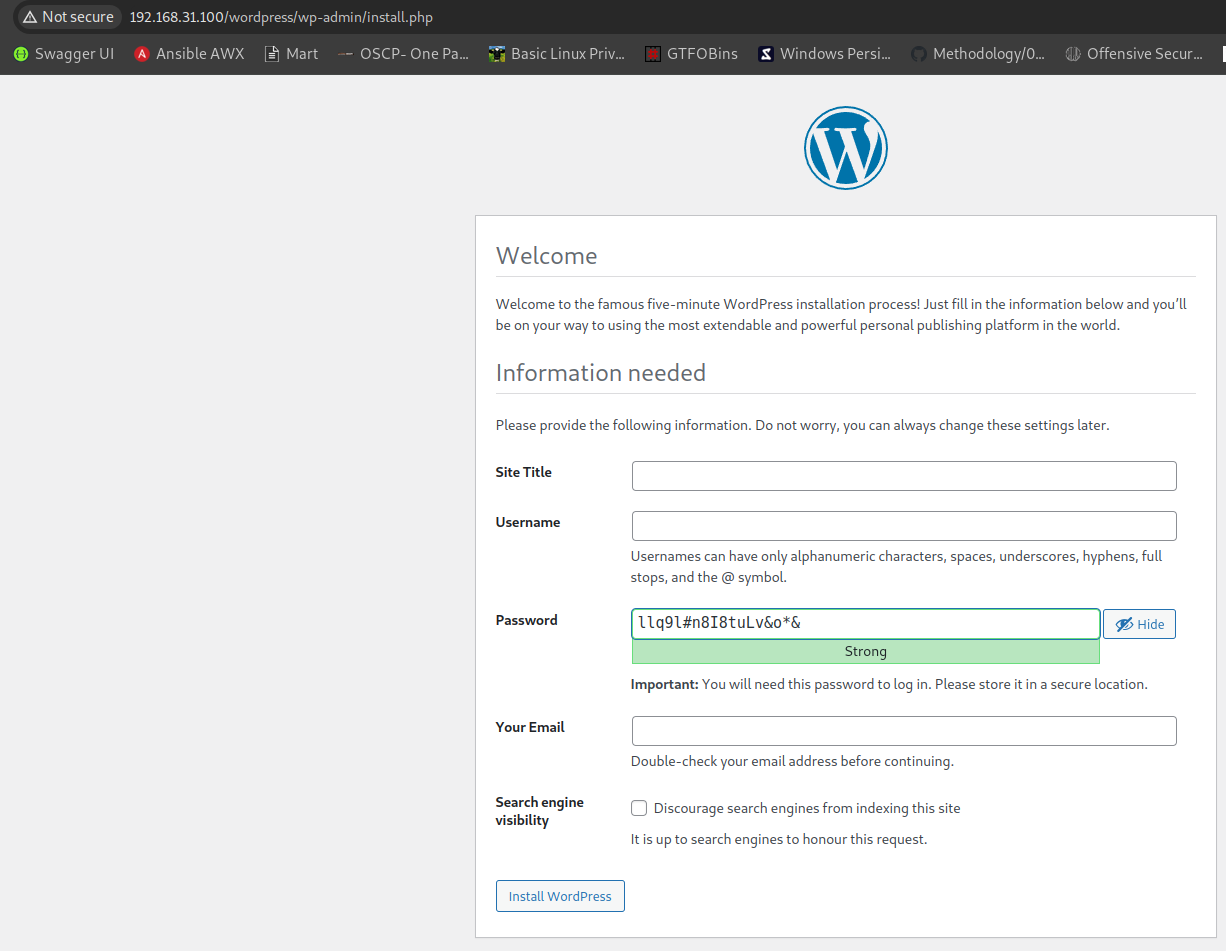 Not secure 192.168.31.100/wordpress/wp-admin/install.php
Swagger UI Ansible AWX Mart OSCP- One Pa... Basic Linux Priv... GTFOBins Windows Persi... Methodology/0... Offensive Secur...
Welcome
Welcome to the famous five-minute WordPress installation process! Just fill in the information below and you’ll
be on your way to using the most extendable and powerful personal publishing platform in the world.
Information needed
Please provide the following information. Do not worry, you can always change these settings later.
Site Title
Username
Usernames can have only alphanumeric characters, spaces, underscores, hyphens, full
stops, and the @ symbol.
Password llq9l#n8I8tuLv&o*& Hide
Strong
Important: You will need this password to log in. Please store it in a secure location.
Your Email
Double-check your email address before continuing.
Search engine
visibility
Discourage search engines from indexing this site
It is up to search engines to honour this request.
Install WordPress